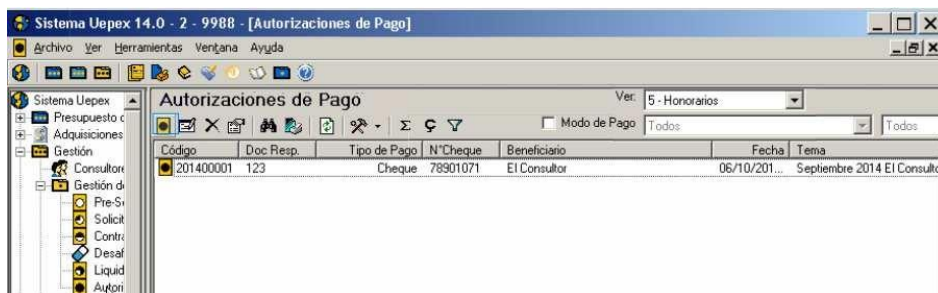 Sistema Uepex 14.0 - 2 - 9988 - [Autorizaciones de Pago]
Archivo Ver Herramientas Ventana Ayuda
Sistema Uepex
Autorizaciones de Pago
Ver: 5 - Honorarios
Presupuesto
Adquisiciones
Modo de Pago Todos Todos
Gestión
Código Doc Resp. Tipo de Pago N°Cheque Beneficiario Fecha Tema
Consultore
201400001 123 Cheque 78901071 El Consultor 06/10/201... Septiembre 2014 El Consulto
Gestión d
Pre-S
Solicit
Contra
Desaf
Liquid
Autori